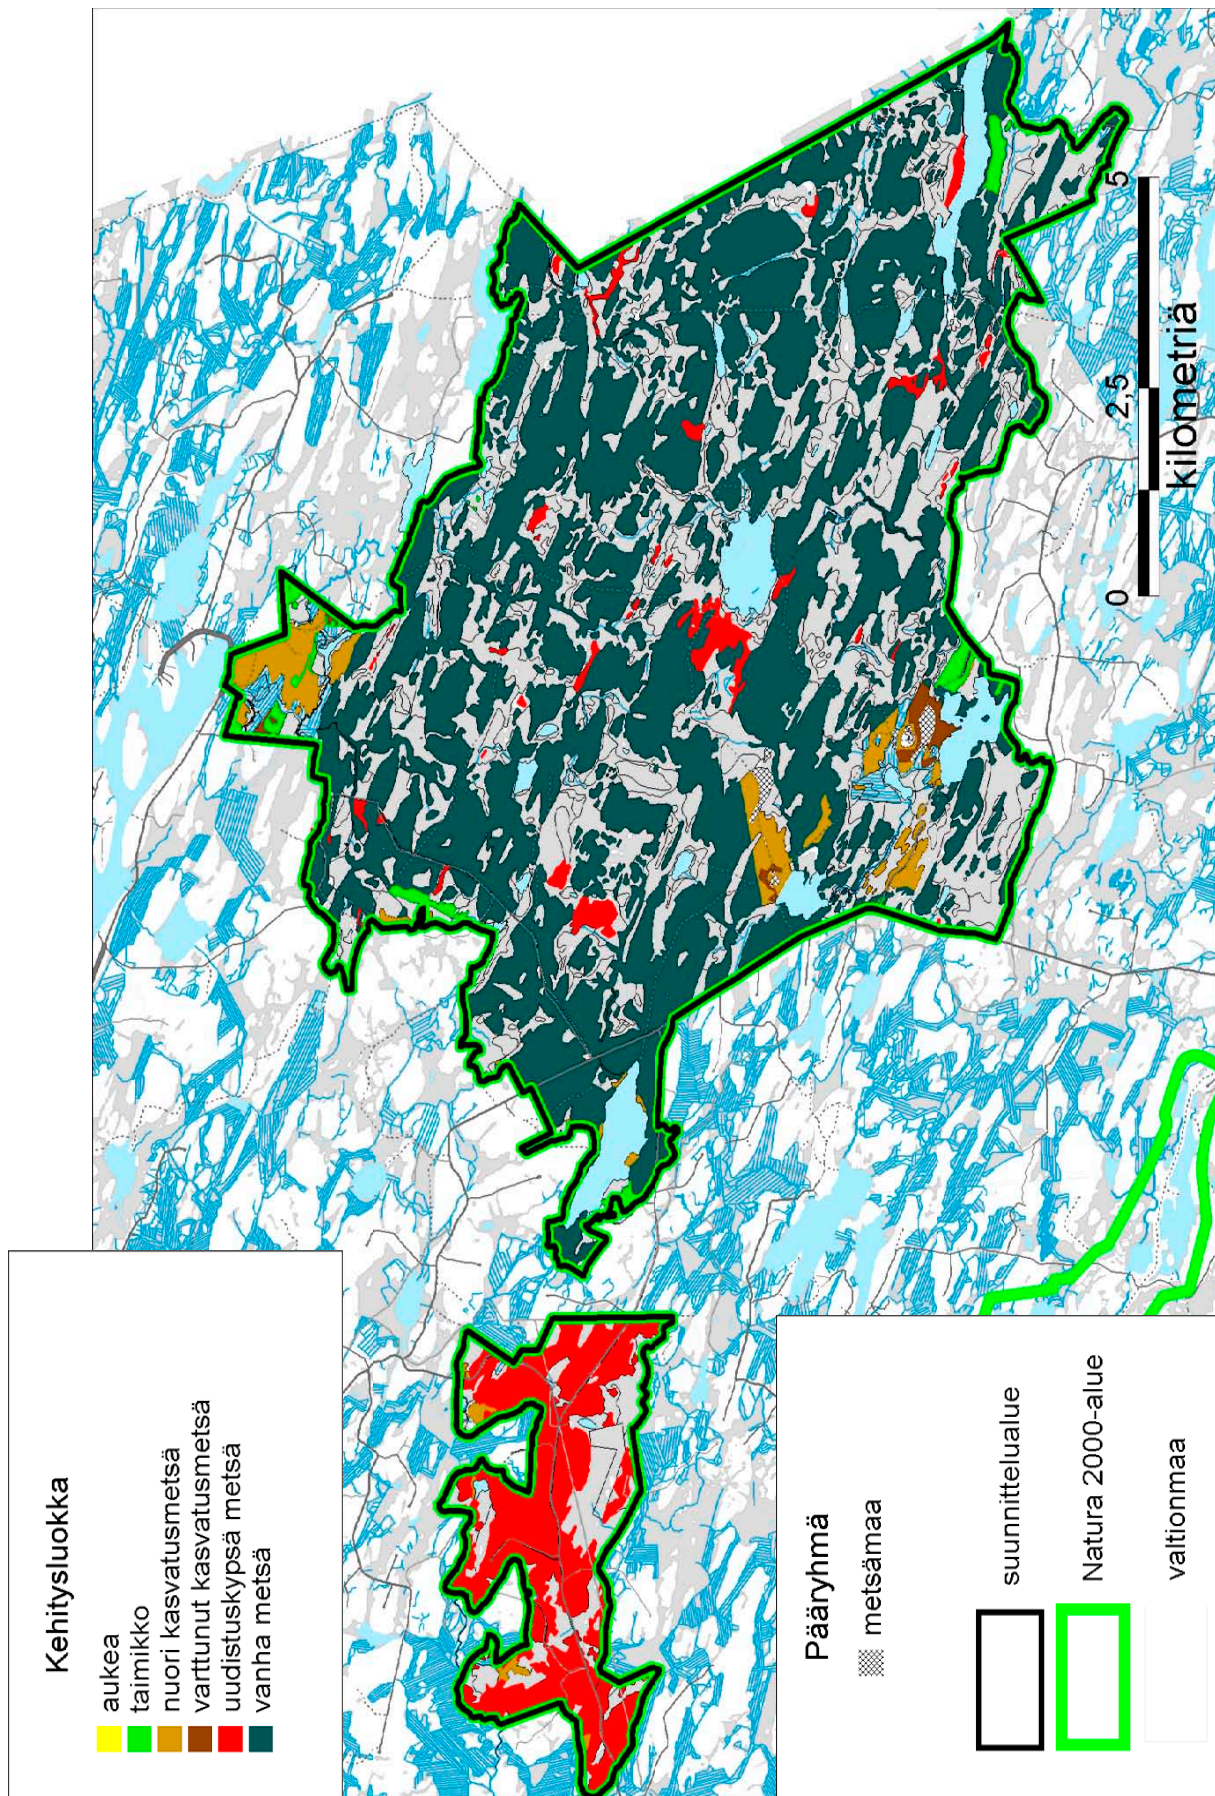 Kehitysluokka
aukea
taimikko
nuori kasvatusmetsä
varttunut kasvatusmetsä
uudistuskypsä metsä
vanha metsä
Pääryhmä
metsämaa
suunnittelualue
Natura 2000-alue
valtionmaa
0 2,5 5
kilometriä